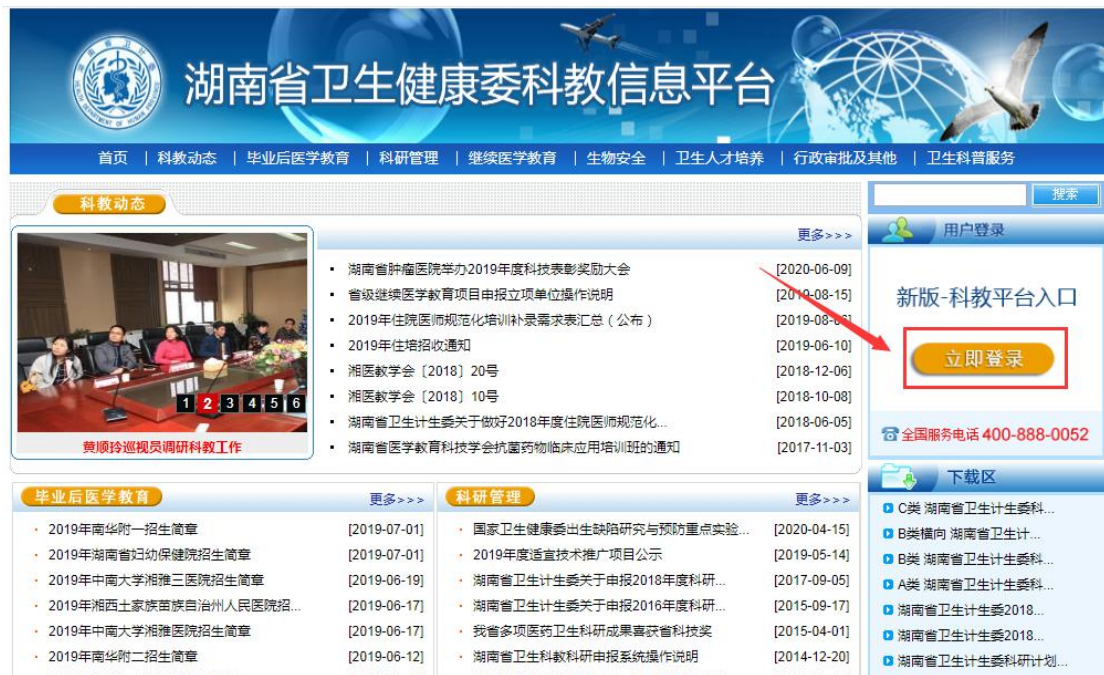 湖南省卫生健康委科教信息平台
首页 | 科教动态 | 毕业后医学教育 | 科研管理 | 继续医学教育 | 生物安全 | 卫生人才培养 | 行政审批及其他 | 卫生科普服务
科教动态
更多>>>
1 2 3 4 5 6
黄顺玲巡视员调研科教工作
湖南省肿瘤医院举办2019年度科技表彰奖励大会 [2020-06-09]
省级继续医学教育项目申报立项单位操作说明 [2019-08-15]
2019年住院医师规范化培训补录需求表汇总（公布） [2019-08-05]
2019年住培招收通知 [2019-06-10]
湘医教学会〔2018〕20号 [2018-12-06]
湘医教学会〔2018〕10号 [2018-10-08]
湖南省卫生计生委关于做好2018年度住院医师规范化... [2018-06-05]
湖南省医学教育科技学会抗菌药物临床应用培训班的通知 [2017-11-03]
搜索
用户登录
新版-科教平台入口
立即登录
全国服务电话 400-888-0052
毕业后医学教育
更多>>>
2019年南华附一招生简章 [2019-07-01]
2019年湖南省妇幼保健院招生简章 [2019-07-01]
2019年中南大学湘雅三医院招生简章 [2019-06-19]
2019年湘西土家族苗族自治州人民医院招... [2019-06-17]
2019年中南大学湘雅医院招生简章 [2019-06-17]
2019年南华附二招生简章 [2019-06-12]
科研管理
更多>>>
国家卫生健康委出生缺陷研究与预防重点实验... [2020-04-15]
2019年度适宜技术推广项目公示 [2019-05-14]
湖南省卫生计生委关于申报2018年度科研... [2017-09-05]
湖南省卫生计生委关于申报2016年度科研... [2015-09-17]
我省多项医药卫生科研成果喜获省科技奖 [2015-04-01]
湖南省卫生科教科研申报系统操作说明 [2014-12-20]
下载区
C类 湖南省卫生计生委科...
B类横向 湖南省卫生计...
B类 湖南省卫生计生委科...
A类 湖南省卫生计生委科...
湖南省卫生计生委2018...
湖南省卫生计生委2018...
湖南省卫生计生委科研计划...